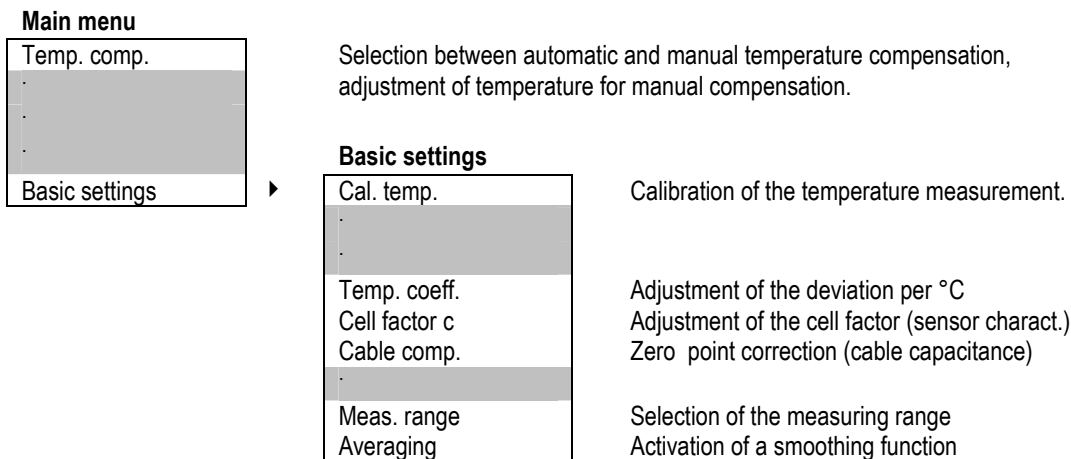 Main menu
Temp. comp. Selection between automatic and manual temperature compensation,
. adjustment of temperature for manual compensation.
.
.
Basic settings
Basic settings Cal. temp. Calibration of the temperature measurement.
.
.
Temp. coeff. Adjustment of the deviation per °C
Cell factor c Adjustment of the cell factor (sensor charact.)
Cable comp. Zero point correction (cable capacitance)
.
Meas. range Selection of the measuring range
Averaging Activation of a smoothing function